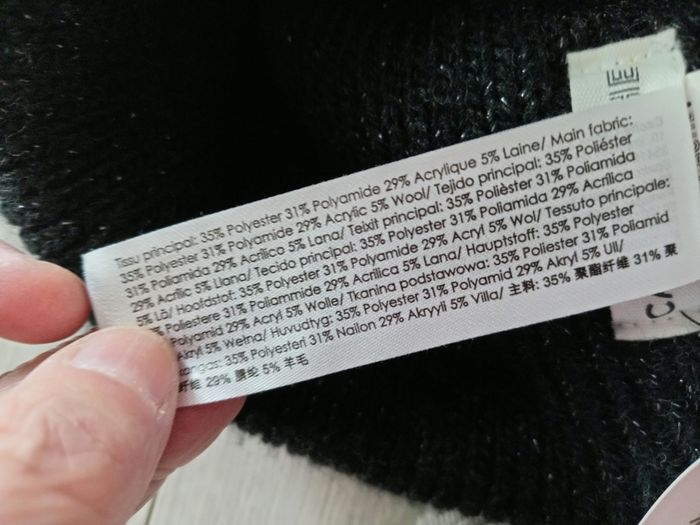 Tissu principal: 35% Polyester 31% Polyamide 29% Acrylique 5% Laine/ Main fabric:
35% Polyester 31% Polyamide 29% Acrylic 5% Wool/ Tejido principal: 35% Poliéster
31% Poliamida 29% Acrílico 5% Lana/ Teixit principal: 35% Polièster 31% Poliamida
29% Acrílic 5% Llana/ Tecido principal: 35% Poliéster 31% Poliamida 29% Acrílica
5% Lã/ Hoofdstof: 35% Polyester 31% Polyamide 29% Acryl 5% Wol/ Tessuto principale:
Poliestere 31% Poliammide 29% Acrilica 5% Lana/ Hauptstoff: 35% Polyester
Polyamid 29% Acryl 5% Wolle/ Tkanina podstawowa: 35% Poliester 31% Poliamid
Akryl 5% Wełna/ Huvudtyg: 35% Polyester 31% Polyamid 29% Akryl 5% Ull/
35% Polyesteri 31% Nailon 29% Akryyli 5% Villa/ 主料: 35% 聚酯纤维 31% 聚
29% 腈纶 5% 羊毛